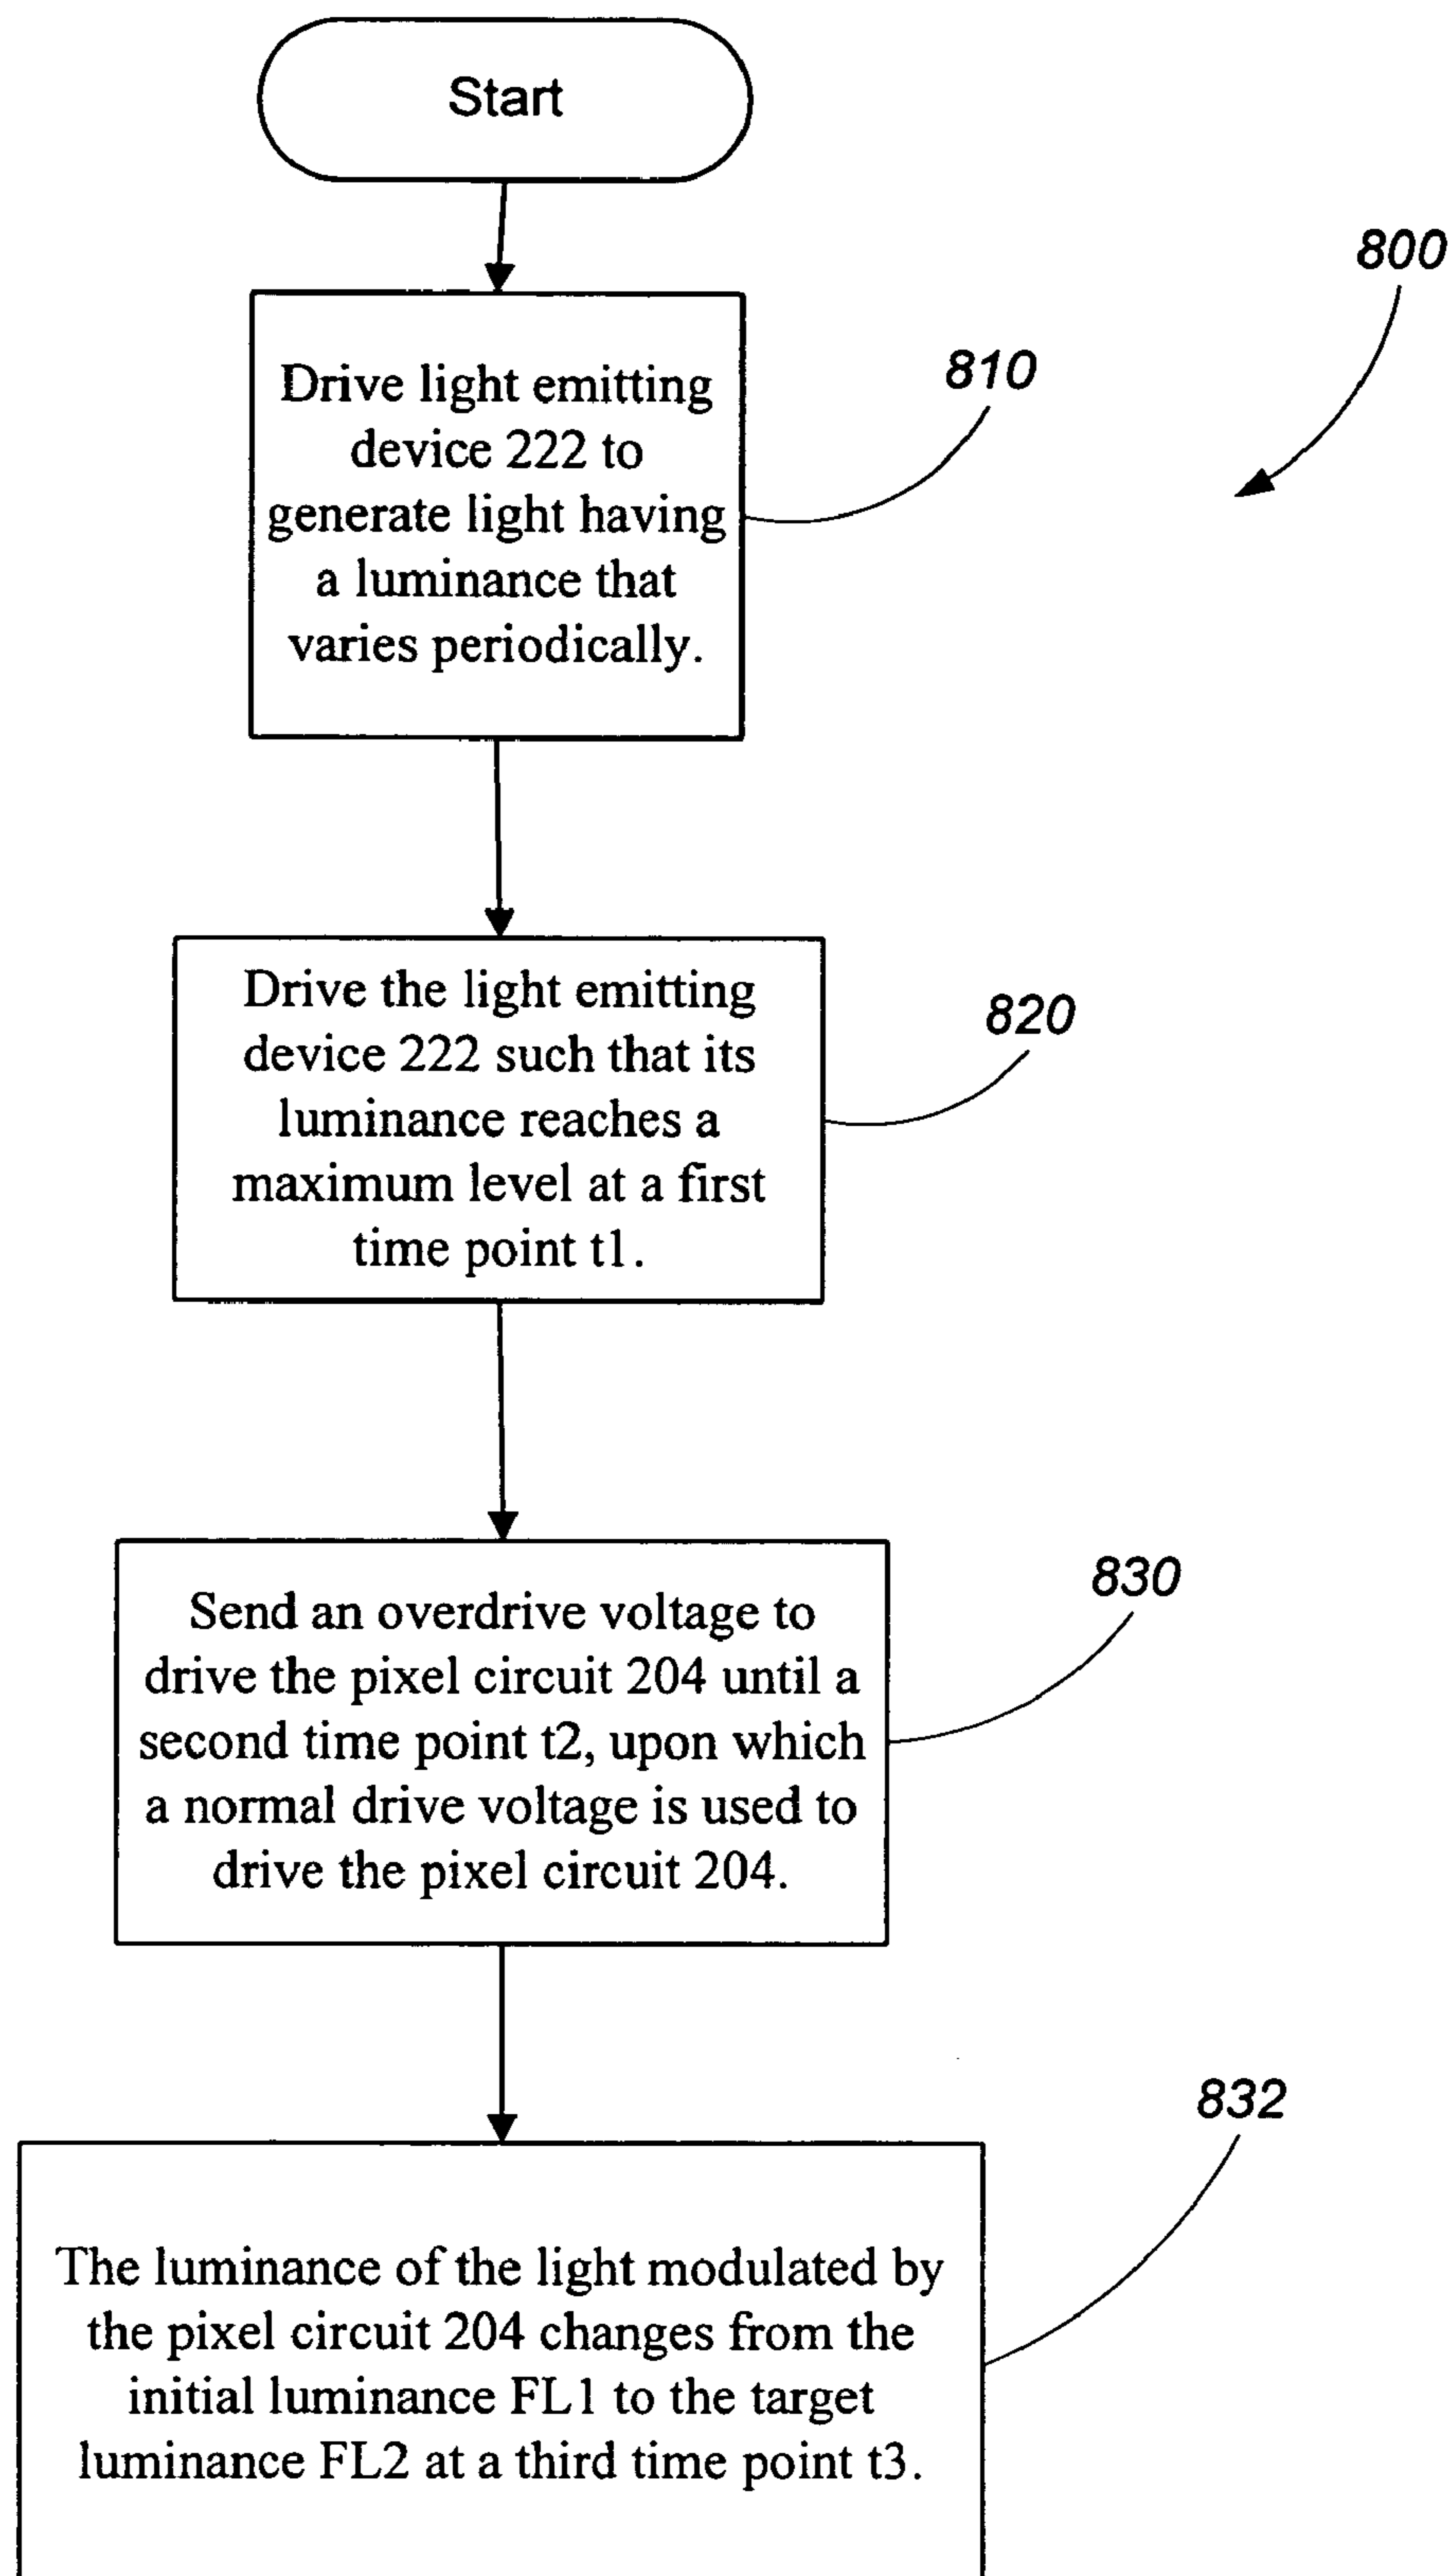 Start
800
Drive light emitting
device 222 to
generate light having
a luminance that
varies periodically.
810
Drive the light emitting
device 222 such that its
luminance reaches a
maximum level at a first
time point t1.
820
Send an overdrive voltage to
drive the pixel circuit 204 until a
second time point t2, upon which
a normal drive voltage is used to
drive the pixel circuit 204.
830
The luminance of the light modulated by
the pixel circuit 204 changes from the
initial luminance FL1 to the target
luminance FL2 at a third time point t3.
832